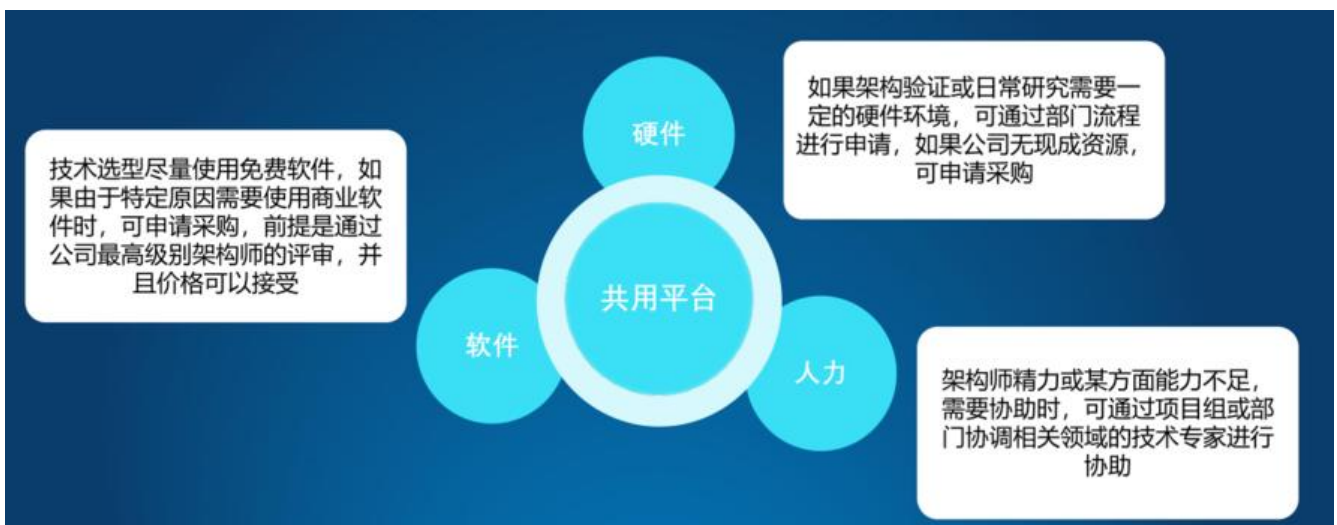 硬件
如果架构验证或日常研究需要一
定的硬件环境，可通过部门流程
进行申请，如果公司无现成资源，
可申请采购
技术选型尽量使用免费软件，如
果由于特定原因需要使用商业软
件时，可申请采购，前提是通过
公司最高级别架构师的评审，并
且价格可以接受
共用平台
软件
人力
架构师精力或某方面能力不足，
需要协助时，可通过项目组或部
门协调相关领域的技术专家进行
协助